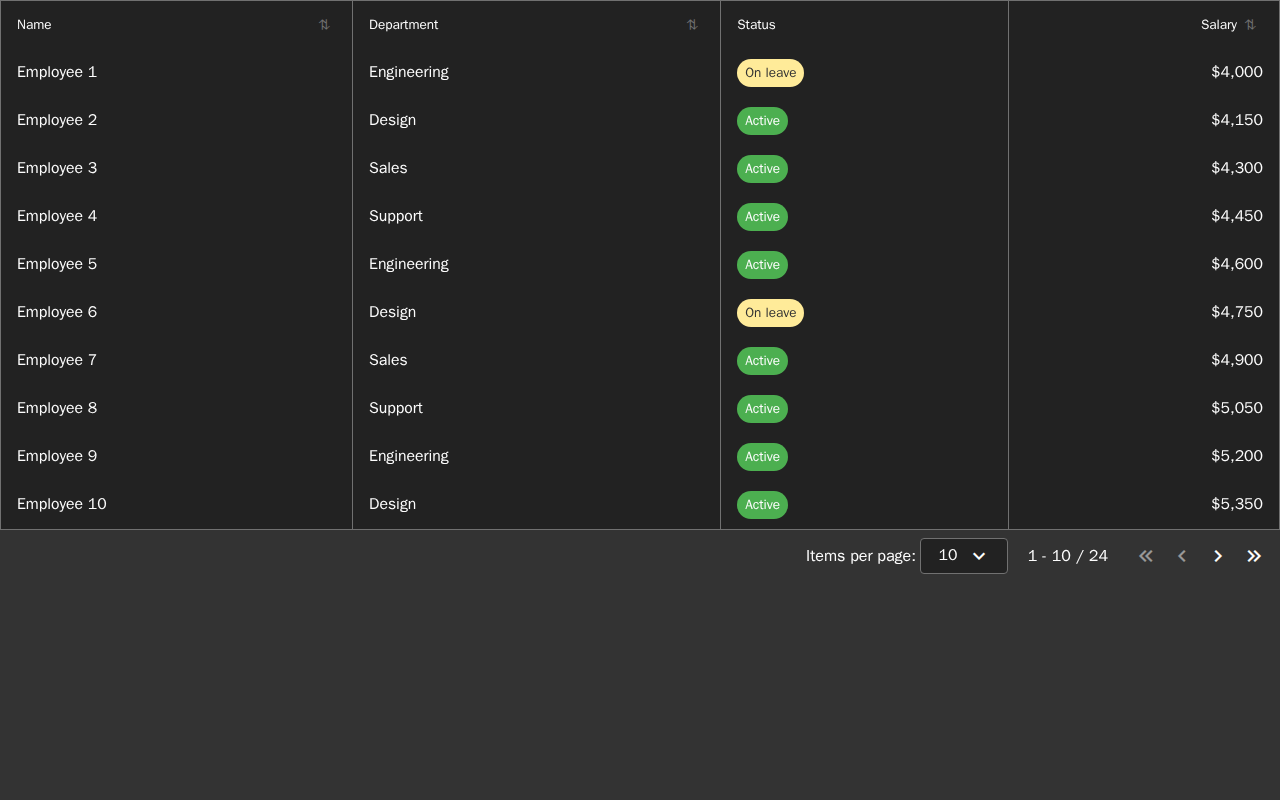 Name Department Status Salary
Employee 1 Engineering On leave $4,000
Employee 2 Design Active $4,150
Employee 3 Sales Active $4,300
Employee 4 Support Active $4,450
Employee 5 Engineering Active $4,600
Employee 6 Design On leave $4,750
Employee 7 Sales Active $4,900
Employee 8 Support Active $5,050
Employee 9 Engineering Active $5,200
Employee 10 Design Active $5,350
Items per page: 10 1 - 10 / 24